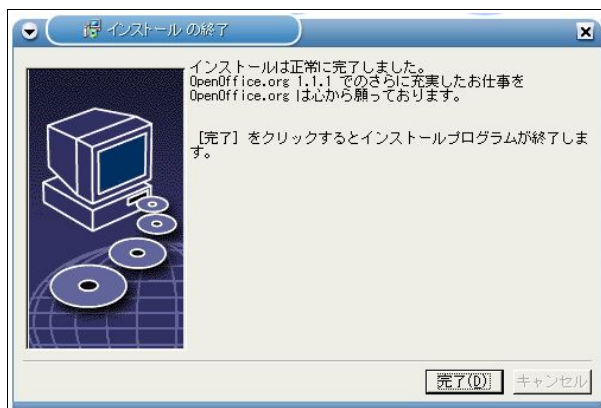 インストール の終了
インストールは正常に完了しました。
OpenOffice.org 1.1.1 でのさらに充実したお仕事を
OpenOffice.org は心から願っております。
[完了] をクリックするとインストールプログラムが終了しま
す。
完了(D) キャンセル